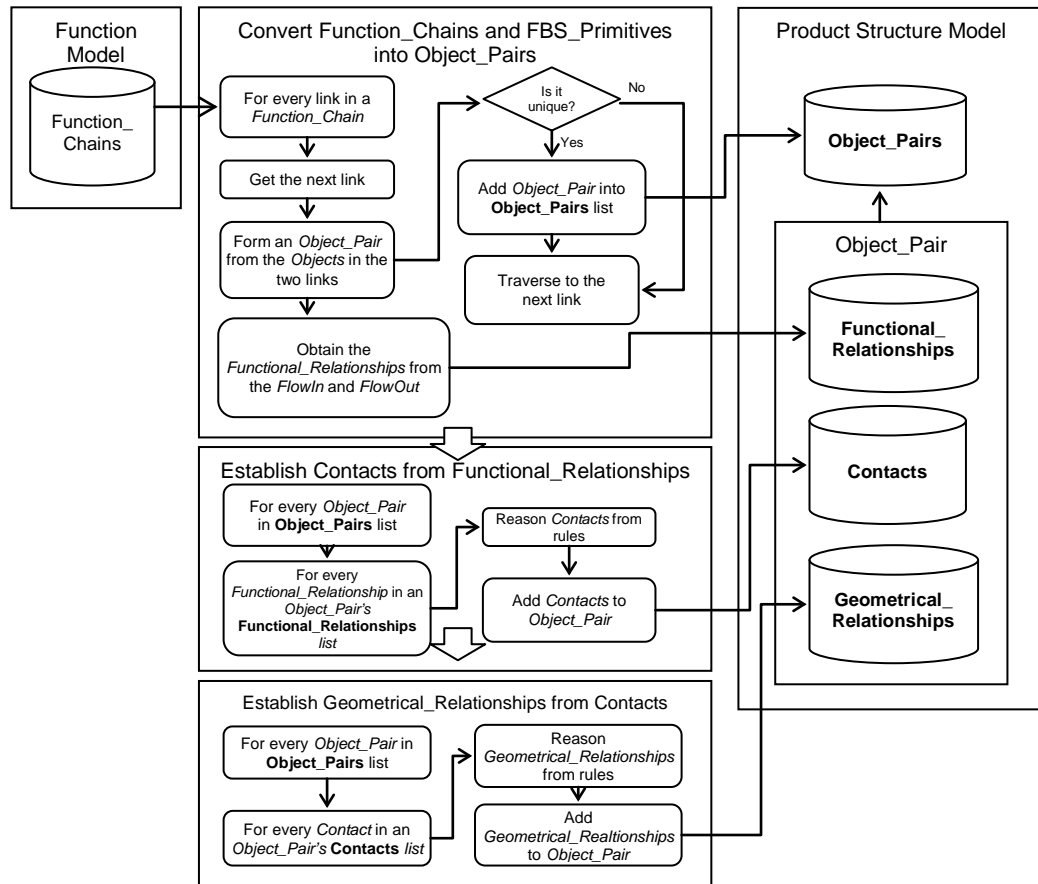 Function
Model
Function_
Chains
Convert Function_Chains and FBS_Primitives
into Object_Pairs
For every link in a
Function_Chain
Get the next link
Form an Object_Pair
from the Objects in the
two links
Obtain the
Functional_Relationships from
the FlowIn and FlowOut
Is it
unique?
No
Yes
Add Object_Pair into
Object_Pairs list
Traverse to the
next link
Establish Contacts from Functional_Relationships
For every Object_Pair
in Object_Pairs list
For every
Functional_Relationship in an
Object_Pair's
Functional_Relationships
list
Reason Contacts from
rules
Add Contacts to
Object_Pair
Establish Geometrical_Relationships from Contacts
For every Object_Pair in
Object_Pairs list
For every Contact in an
Object_Pair's Contacts list
Reason
Geometrical_Relationships
from rules
Add
Geometrical_Realtionships
to Object_Pair
Product Structure Model
Object_Pairs
Object_Pair
Functional_
Relationships
Contacts
Geometrical_
Relationships